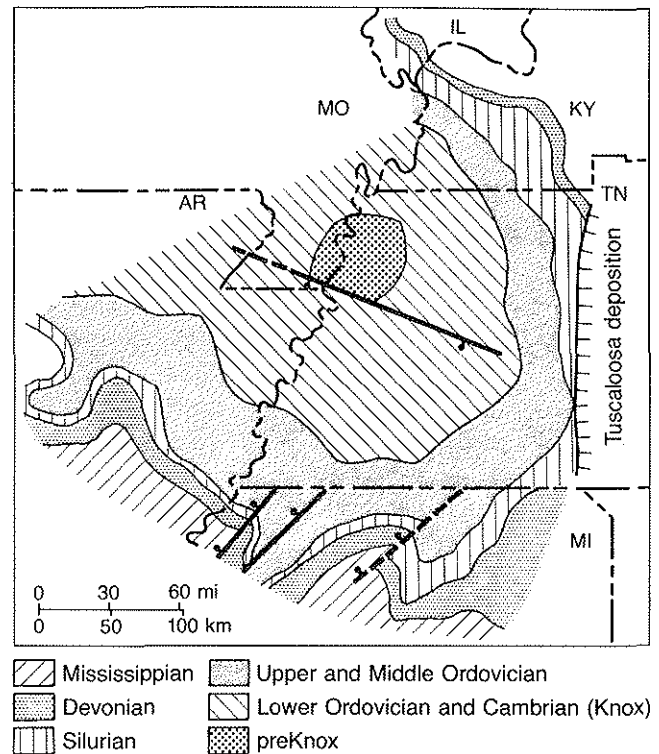 IL
MO
KY
AR
TN
Tuscaloosa deposition
MI
0 30 60 mi
0 50 100 km
Mississippian
Upper and Middle Ordovician
Devonian
Lower Ordovician and Cambrian (Knox)
Silurian
preKnox